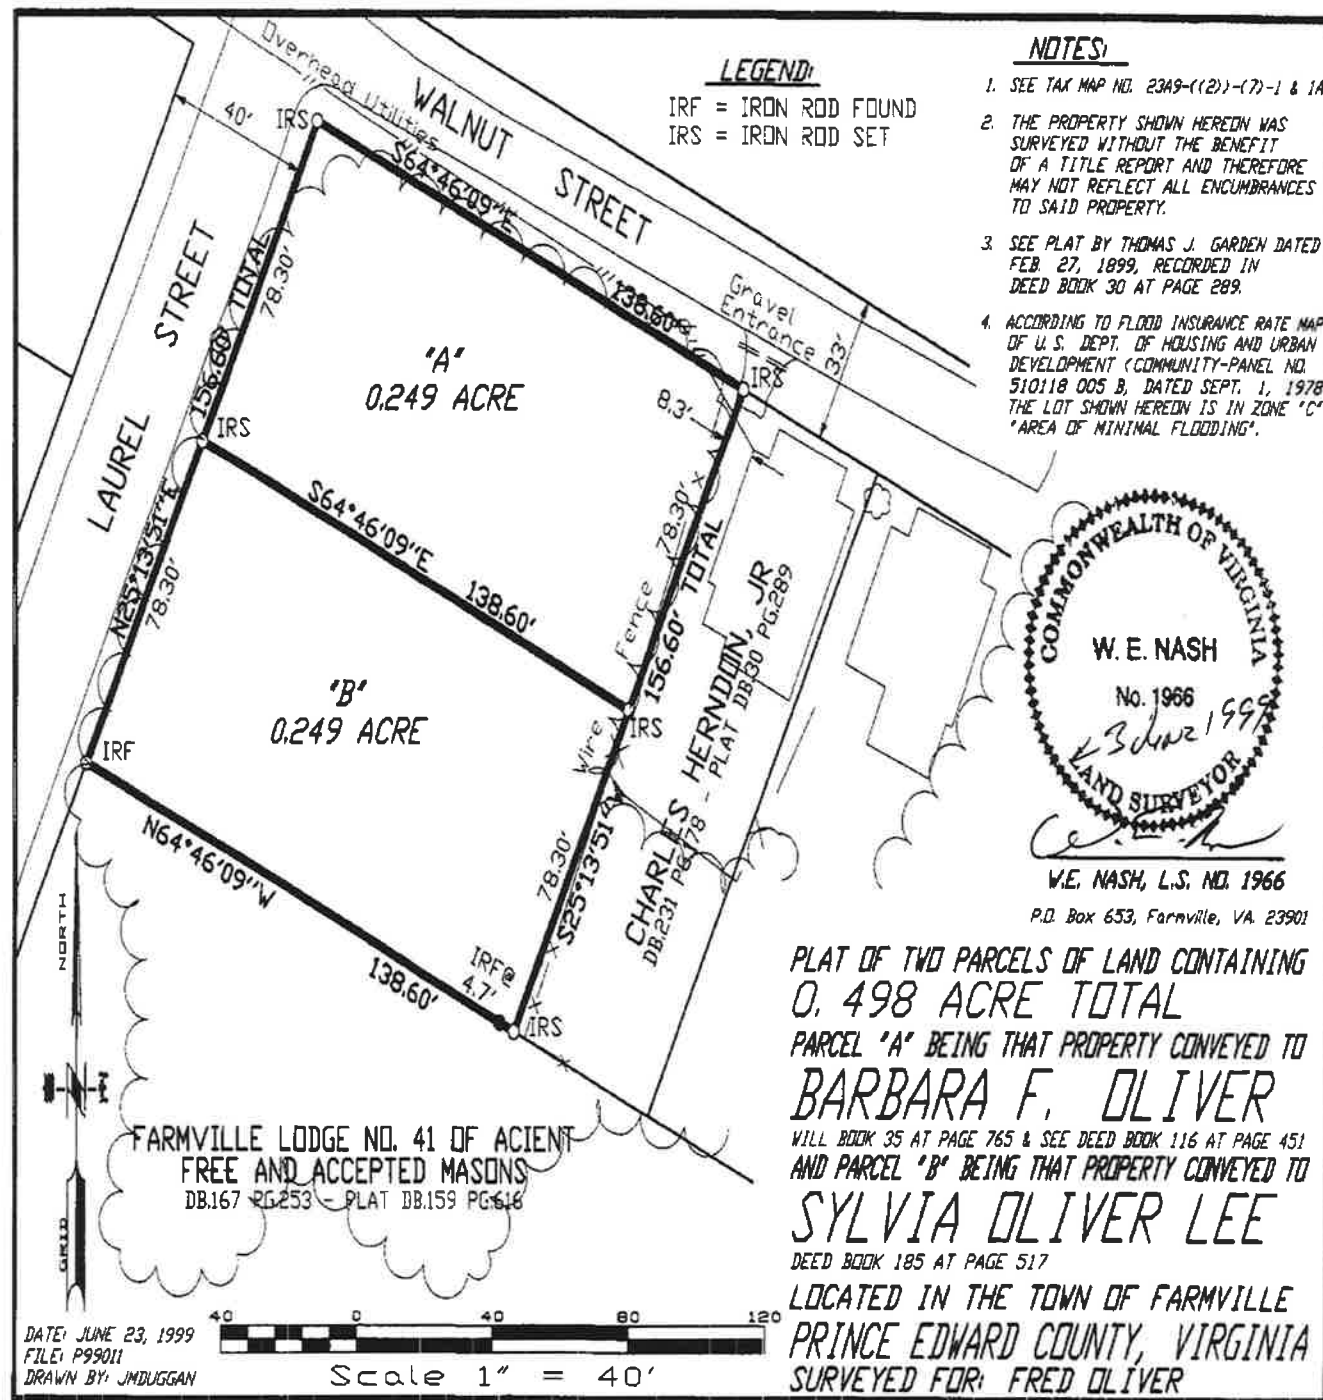 LEGEND:
IRF = IRON ROD FOUND
IRS = IRON ROD SET
NOTES:
1. SEE TAX MAP NO. 23A9-((2))-(7)-1 & 1A
2. THE PROPERTY SHOWN HEREON WAS
SURVEYED WITHOUT THE BENEFIT
OF A TITLE REPORT AND THEREFORE
MAY NOT REFLECT ALL ENCUMBRANCES
TO SAID PROPERTY.
3. SEE PLAT BY THOMAS J. GARDEN DATED
FEB. 27, 1899, RECORDED IN
DEED BOOK 30 AT PAGE 289.
4. ACCORDING TO FLOOD INSURANCE RATE MAP
OF U.S. DEPT. OF HOUSING AND URBAN
DEVELOPMENT (COMMUNITY-PANEL NO.
510118 005 B, DATED SEPT. 1, 1978
THE LOT SHOWN HEREON IS IN ZONE "C"
"AREA OF MINIMAL FLOODING".
Overhead Utilities
WALNUT STREET
40'
IRS
S64°46'09"E
138.60'
Gravel
Entrance
33'
IRS
8.3'
LAUREL STREET
156.60' TOTAL
78.30'
"A"
0.249 ACRE
IRS
S64°46'09"E
138.60'
78.30'
156.60' TOTAL
Wire Fence
N25°13'51"E
78.30'
"B"
0.249 ACRE
IRS
IRF
N64°46'09"W
138.60'
78.30'
S25°13'51"W
IRF@
4.7'
IRS
CHARLES HERNDON, JR
DB.231 PG.178 - PLAT DB.30 PG.289
COMMONWEALTH OF VIRGINIA
W. E. NASH
No. 1966
23 June 1999
LAND SURVEYOR
W.E. NASH, L.S. NO. 1966
P.O. Box 653, Farmville, VA. 23901
NORTH
GRID
FARMVILLE LODGE NO. 41 OF ACIENT
FREE AND ACCEPTED MASONS
DB.167 PG.253 - PLAT DB.159 PG.616
PLAT OF TWO PARCELS OF LAND CONTAINING
0. 498 ACRE TOTAL
PARCEL "A" BEING THAT PROPERTY CONVEYED TO
BARBARA F. OLIVER
WILL BOOK 35 AT PAGE 765 & SEE DEED BOOK 116 AT PAGE 451
AND PARCEL "B" BEING THAT PROPERTY CONVEYED TO
SYLVIA OLIVER LEE
DEED BOOK 185 AT PAGE 517
LOCATED IN THE TOWN OF FARMVILLE
PRINCE EDWARD COUNTY, VIRGINIA
SURVEYED FOR: FRED OLIVER
DATE: JUNE 23, 1999
FILE: P99011
DRAWN BY: JMDUGGAN
40 0 40 80 120
Scale 1" = 40'